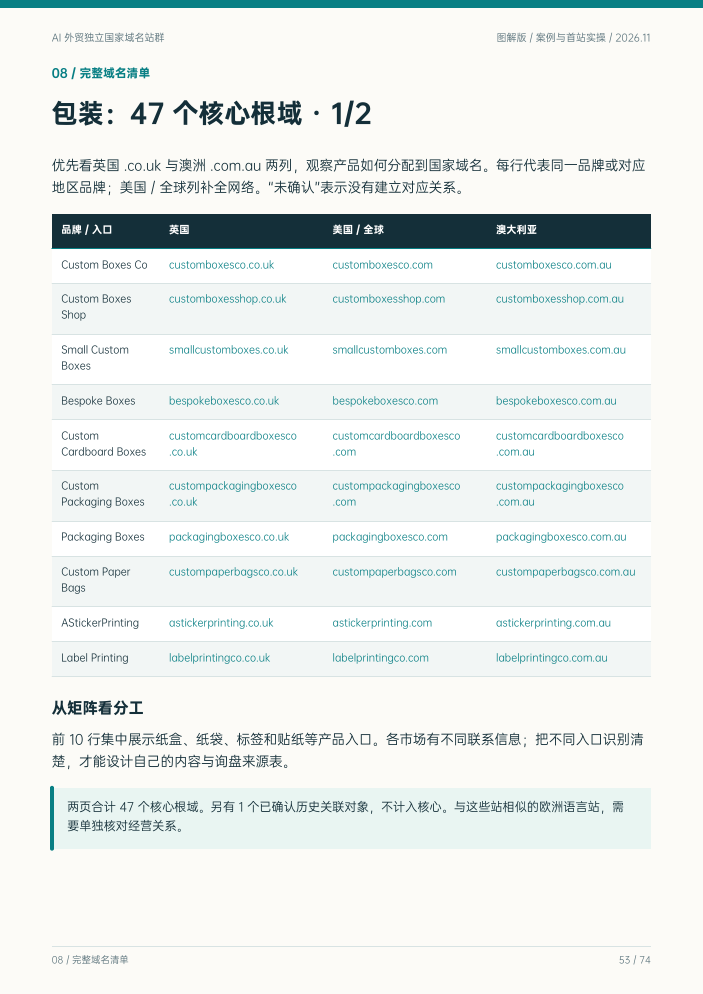 AI 外贸独立国家域名站群
图解版 / 案例与首站实操 / 2026.11
08 / 完整域名清单
包装：47 个核心根域 · 1/2
优先看英国 .co.uk 与澳洲 .com.au 两列，观察产品如何分配到国家域名。每行代表同一品牌或对应
地区品牌；美国 / 全球列补全网络。“未确认”表示没有建立对应关系。
品牌 / 入口 英国 美国 / 全球 澳大利亚
Custom Boxes Co customboxesco.co.uk customboxesco.com customboxesco.com.au
Custom Boxes customboxesshop.co.uk customboxesshop.com customboxesshop.com.au
Shop
Small Custom smallcustomboxes.co.uk smallcustomboxes.com smallcustomboxes.com.au
Boxes
Bespoke Boxes bespokeboxesco.co.uk bespokeboxesco.com bespokeboxesco.com.au
Custom customcardboardboxesco customcardboardboxesco customcardboardboxesco
Cardboard Boxes .co.uk .com .com.au
Custom custompackagingboxesco custompackagingboxesco custompackagingboxesco
Packaging Boxes .co.uk .com .com.au
Packaging Boxes packagingboxesco.co.uk packagingboxesco.com packagingboxesco.com.au
Custom Paper custompaperbagsco.co.uk custompaperbagsco.com custompaperbagsco.com.au
Bags
AStickerPrinting astickerprinting.co.uk astickerprinting.com astickerprinting.com.au
Label Printing labelprintingco.co.uk labelprintingco.com labelprintingco.com.au
从矩阵看分工
前 10 行集中展示纸盒、纸袋、标签和贴纸等产品入口。各市场有不同联系信息；把不同入口识别清
楚，才能设计自己的内容与询盘来源表。
两页合计 47 个核心根域。另有 1 个已确认历史关联对象，不计入核心。与这些站相似的欧洲语言站，需
要单独核对经营关系。
08 / 完整域名清单
53 / 74